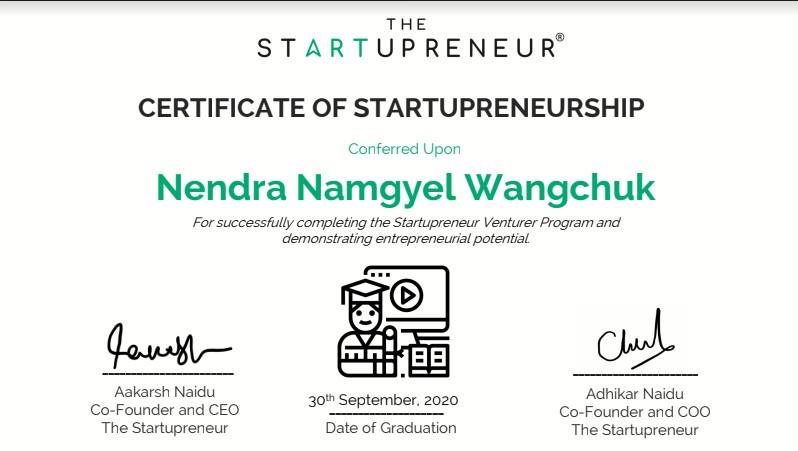 THE
STARTUPRENEUR®
CERTIFICATE OF STARTUPRENEURSHIP
Conferred Upon
Nendra Namgyel Wangchuk
For successfully completing the Startupreneur Venturer Program and
demonstrating entrepreneurial potential.
Aakarsh Naidu
Co-Founder and CEO
The Startupreneur
30th September, 2020
Date of Graduation
Adhikar Naidu
Co-Founder and COO
The Startupreneur